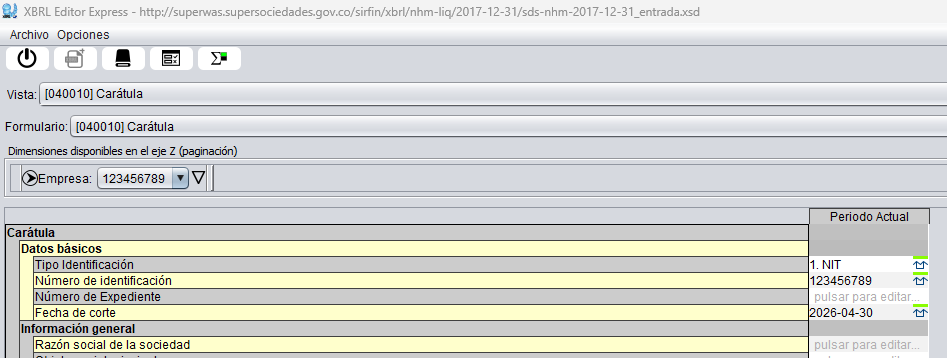 XBRL Editor Express - http://superwas.supersociedades.gov.co/sirfin/xbrl/nhm-liq/2017-12-31/sds-nhm-2017-12-31_entrada.xsd
Archivo Opciones
Vista: [040010] Carátula
Formulario: [040010] Carátula
Dimensiones disponibles en el eje Z (paginación)
Empresa: 123456789
Periodo Actual
Carátula
Datos básicos
Tipo Identificación 1. NIT
Número de identificación 123456789
Número de Expediente pulsar para editar...
Fecha de corte 2026-04-30
Información general
Razón social de la sociedad pulsar para editar...